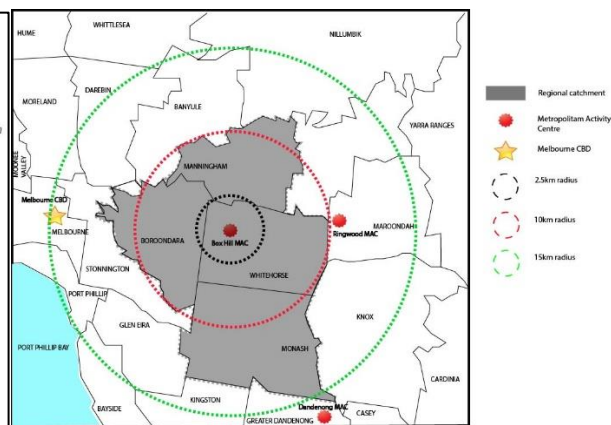 HUME
WHITTLESEA
NILLUMBIK
MORELAND
DAREBIN
BANYULE
YARRA RANGES
MOONEE
VALLEY
MANNINGHAM
Melbourne CBD
MELBOURNE
BOROONDARA
Box Hill MAC
Ringwood MAC
MAROONDAH
STONNINGTON
WHITEHORSE
PORT PHILLIP
GLEN EIRA
KNOX
PORT PHILLIP BAY
MONASH
CARDINIA
BAYSIDE
KINGSTON
Dandenong MAC
GREATER DANDENONG
CASEY
Regional catchment
Metropolitam Activity
Centre
Melboume CBD
2.5km radius
10km radius
15km radius